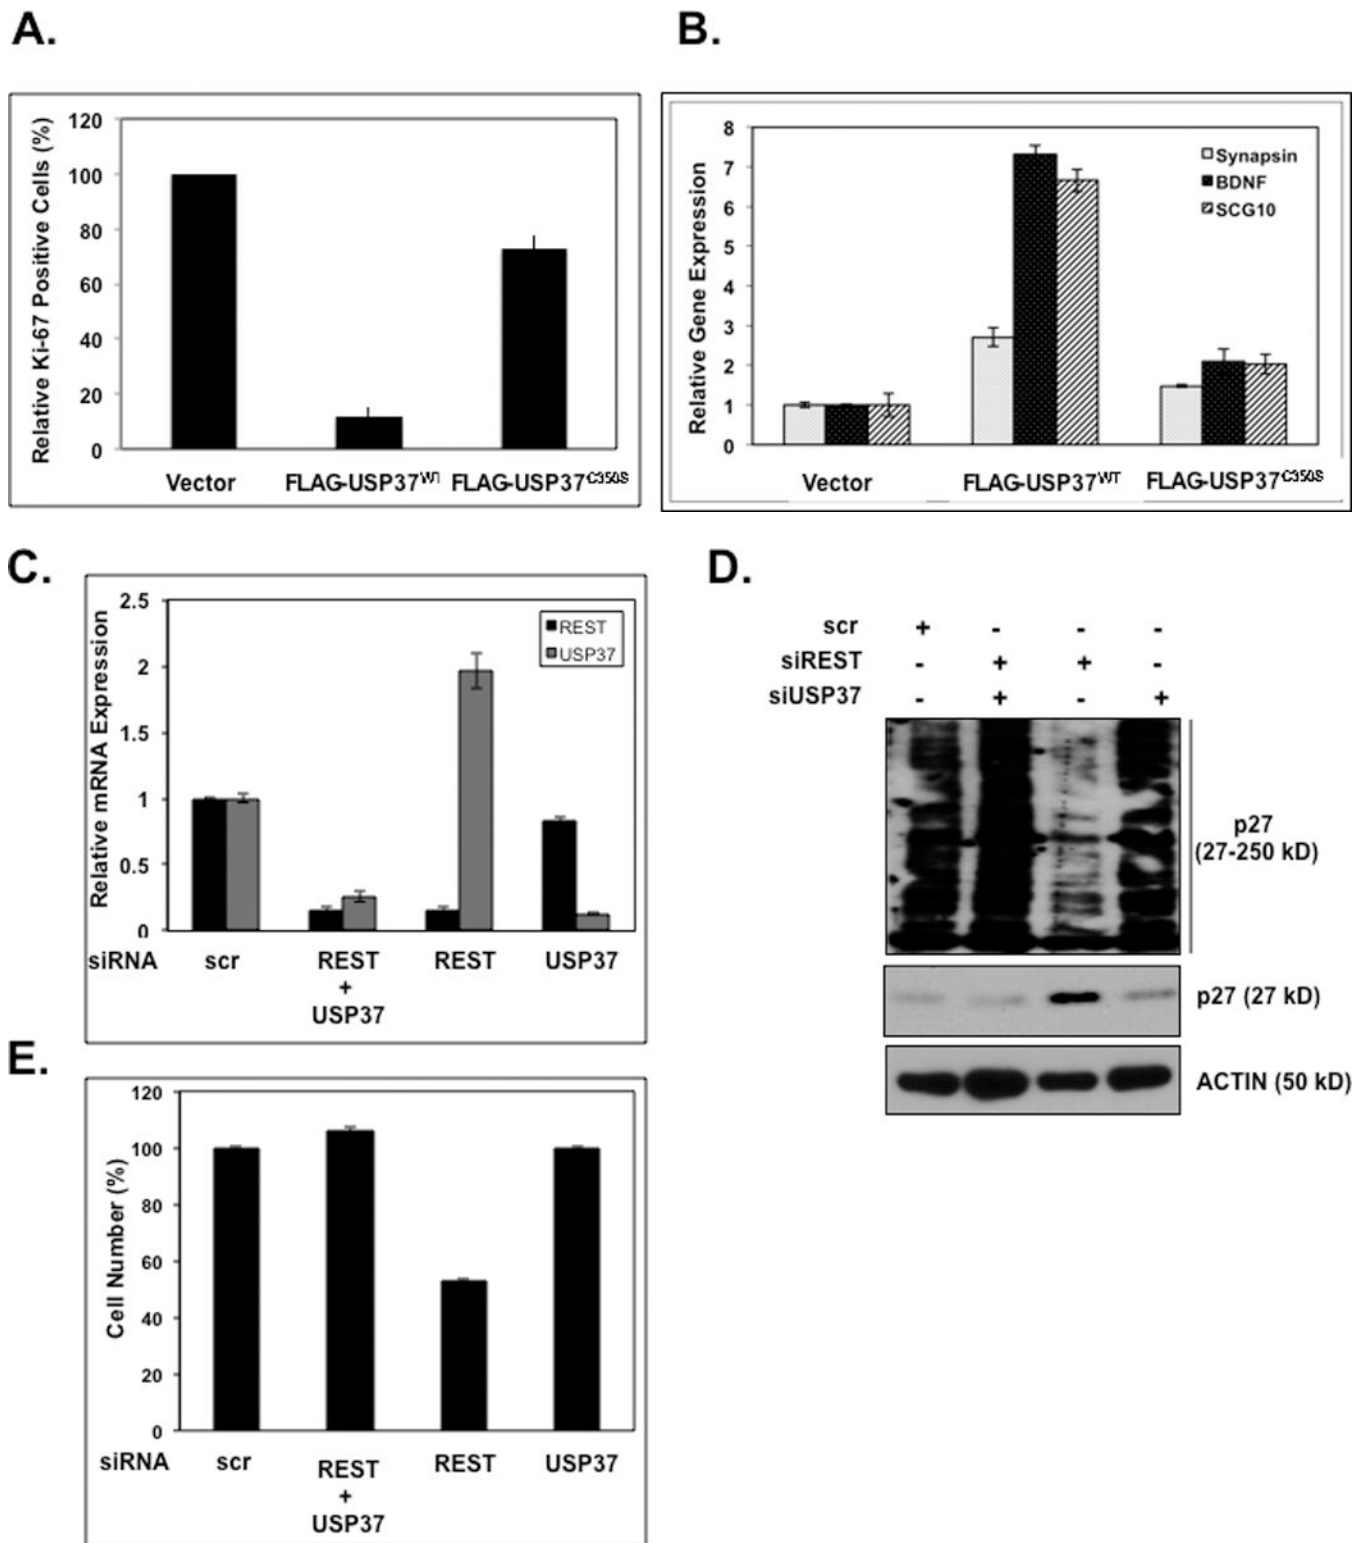 A.
Relative Ki-67 Positive Cells (%)
120
100
80
60
40
20
0
Vector
FLAG-USP37WT
FLAG-USP37C350S
B.
Relative Gene Expression
8
7
6
5
4
3
2
1
0
Synapsin
BDNF
SCG10
Vector
FLAG-USP37WT
FLAG-USP37C350S
C.
Relative mRNA Expression
2.5
2
1.5
1
0.5
0
REST
USP37
siRNA
scr
REST
+
USP37
REST
USP37
D.
scr + - - -
siREST - + + -
siUSP37 - + - +
p27
(27-250 kD)
p27 (27 kD)
ACTIN (50 kD)
E.
Cell Number (%)
120
100
80
60
40
20
0
siRNA
scr
REST
+
USP37
REST
USP37